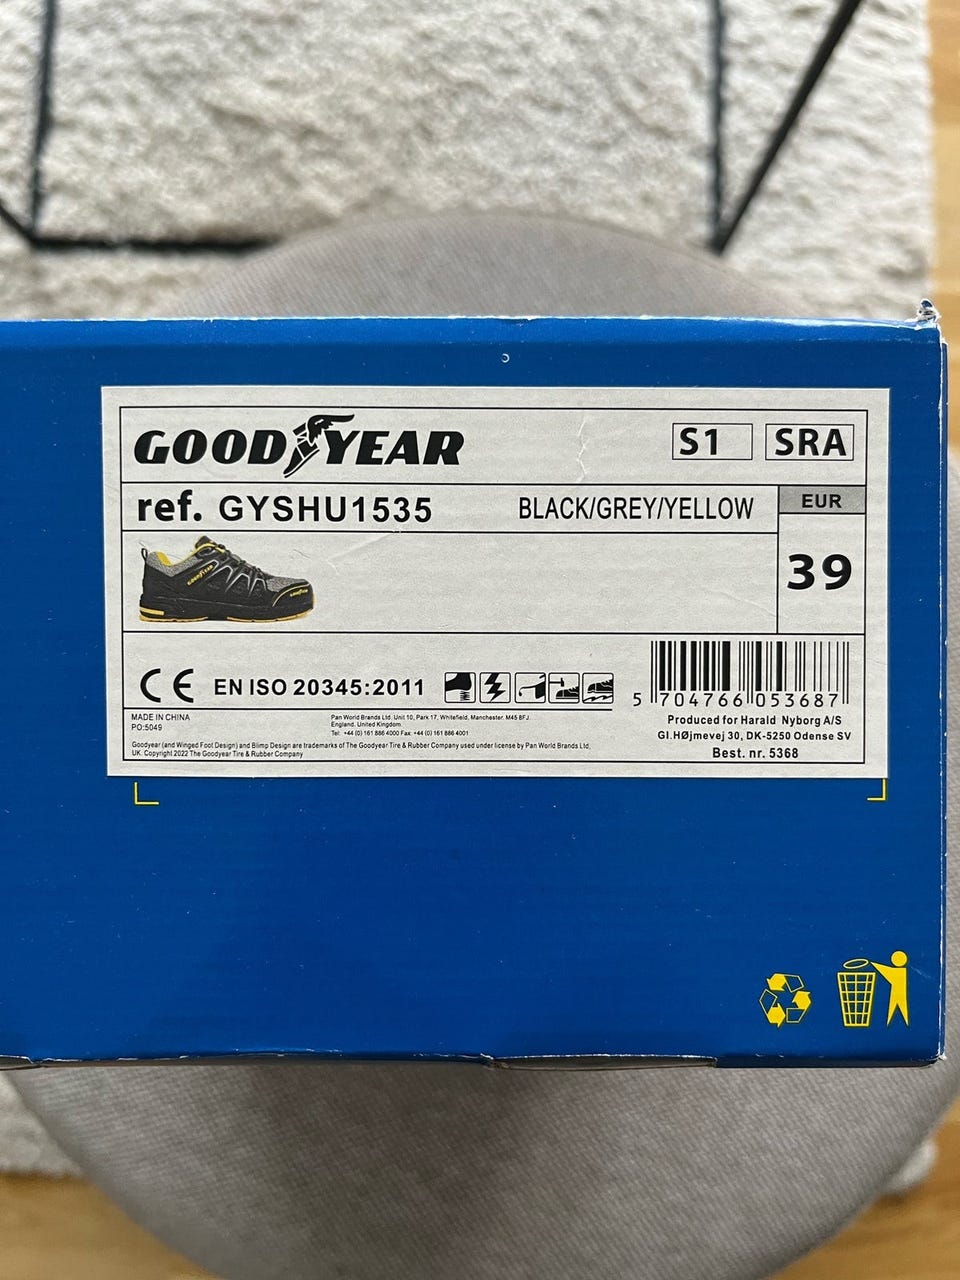 GOODYEAR
S1 SRA
ref. GYSHU1535 BLACK/GREY/YELLOW EUR
39
GOODYEAR
CE EN ISO 20345:2011
5 704766 053687
MADE IN CHINA
PO:5049
Pan World Brands Ltd. Unit 10, Park 17, Whitefield, Manchester. M45 8FJ.
England. United Kingdom.
Tel: +44 (0) 161 886 4000 Fax: +44 (0) 161 886 4001
Goodyear (and Winged Foot Design) and Blimp Design are trademarks of The Goodyear Tire & Rubber Company used under license by Pan World Brands Ltd,
UK. Copyright 2022 The Goodyear Tire & Rubber Company
Produced for Harald Nyborg A/S
Gl.HØjmevej 30, DK-5250 Odense SV
Best. nr. 5368